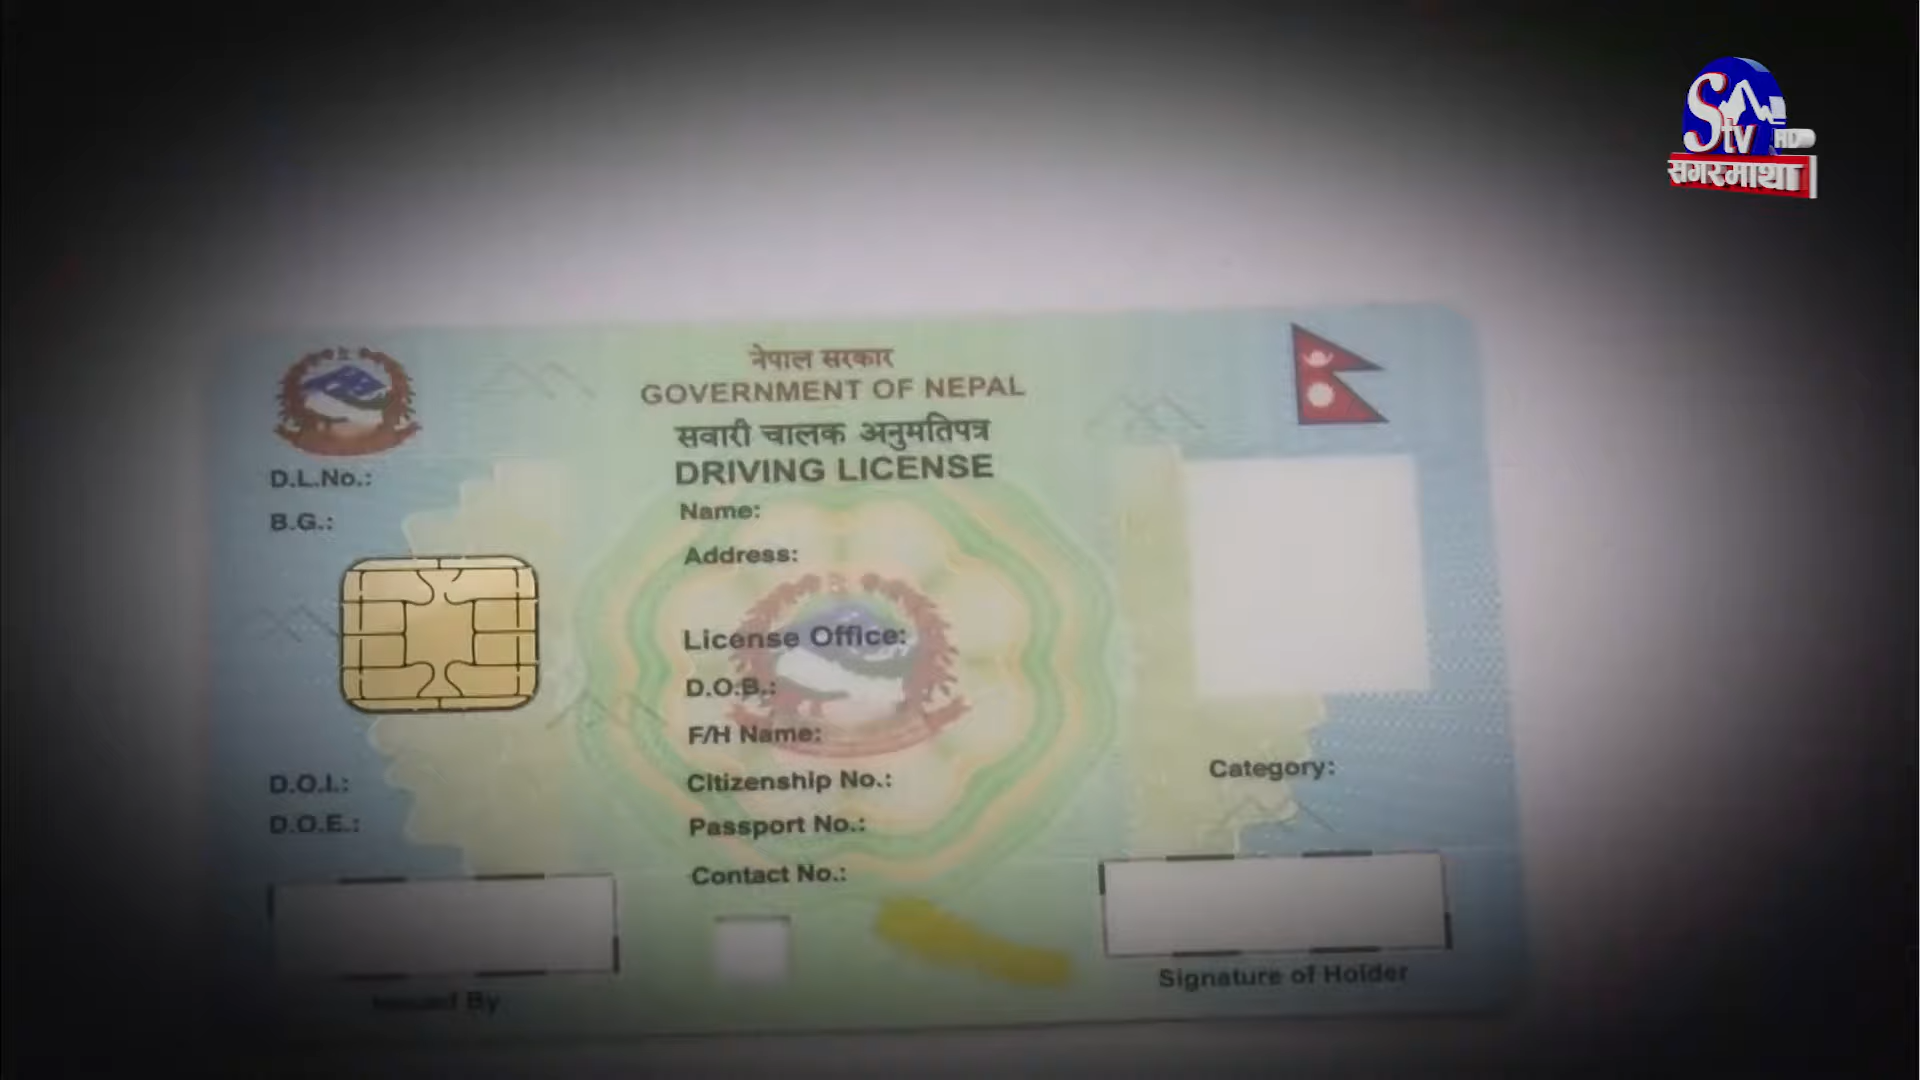 Stv HD
सगरमाथा
नेपाल सरकार
GOVERNMENT OF NEPAL
सवारी चालक अनुमतिपत्र
DRIVING LICENSE
D.L.No.:
B.G.:
Name:
Address:
License Office:
D.O.B.:
F/H Name:
Citizenship No.:
Passport No.:
Contact No.:
D.O.I.:
D.O.E.:
Category:
Issued By
Signature of Holder